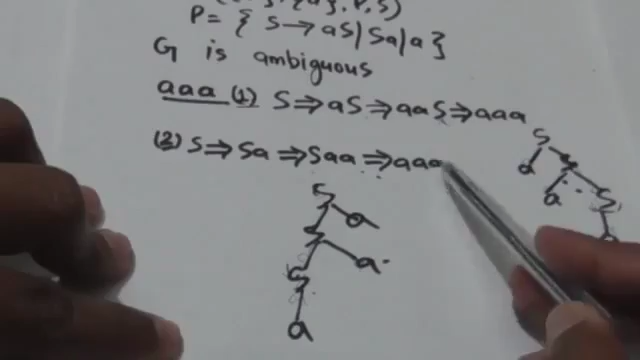 P = { S → aS | Sa | a }
G is ambiguous
aaa (1) S ⇒ aS ⇒ aaS ⇒ aaa
(2) S ⇒ Sa ⇒ Saa ⇒ aaa
S
a S
a S
a
S
S a
S a
a